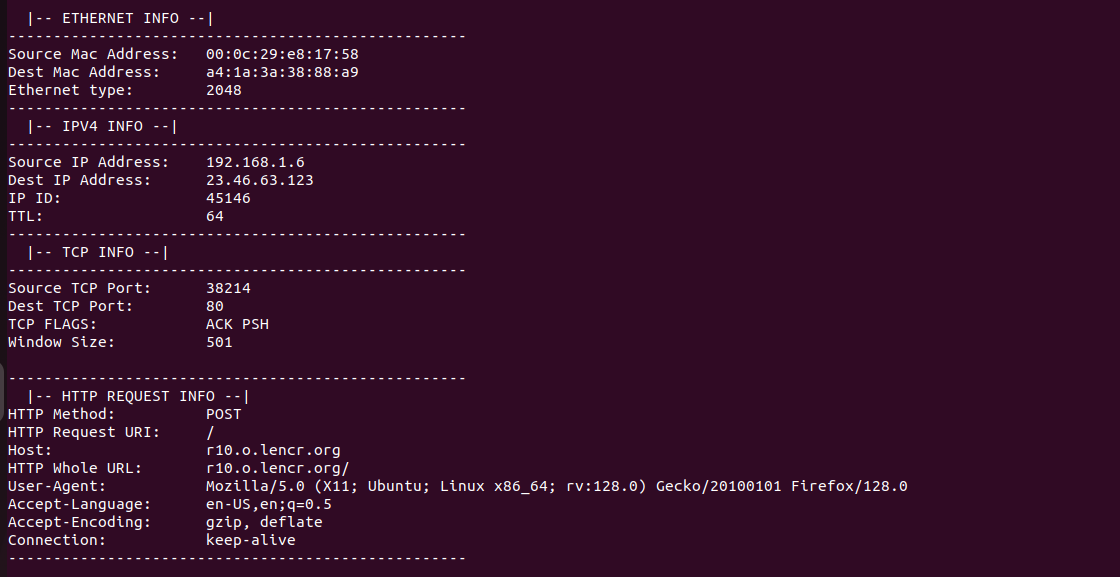 |-- ETHERNET INFO --|
---------------------------------------------------
Source Mac Address:   00:0c:29:e8:17:58
Dest Mac Address:     a4:1a:3a:38:88:a9
Ethernet type:        2048
---------------------------------------------------
|-- IPV4 INFO --|
---------------------------------------------------
Source IP Address:    192.168.1.6
Dest IP Address:      23.46.63.123
IP ID:                45146
TTL:                  64
---------------------------------------------------
|-- TCP INFO --|
---------------------------------------------------
Source TCP Port:      38214
Dest TCP Port:        80
TCP FLAGS:            ACK PSH
Window Size:          501
---------------------------------------------------
|-- HTTP REQUEST INFO --|
HTTP Method:          POST
HTTP Request URI:     /
Host:                 r10.o.lencr.org
HTTP Whole URL:       r10.o.lencr.org/
User-Agent:           Mozilla/5.0 (X11; Ubuntu; Linux x86_64; rv:128.0) Gecko/20100101 Firefox/128.0
Accept-Language:      en-US,en;q=0.5
Accept-Encoding:      gzip, deflate
Connection:           keep-alive
---------------------------------------------------